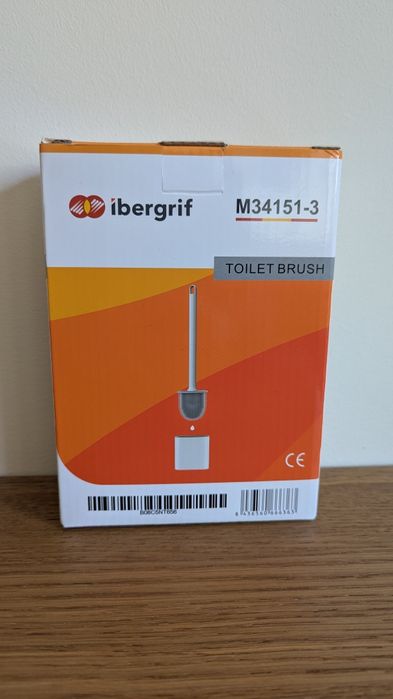 ibergrif
M34151-3
TOILET BRUSH
CE